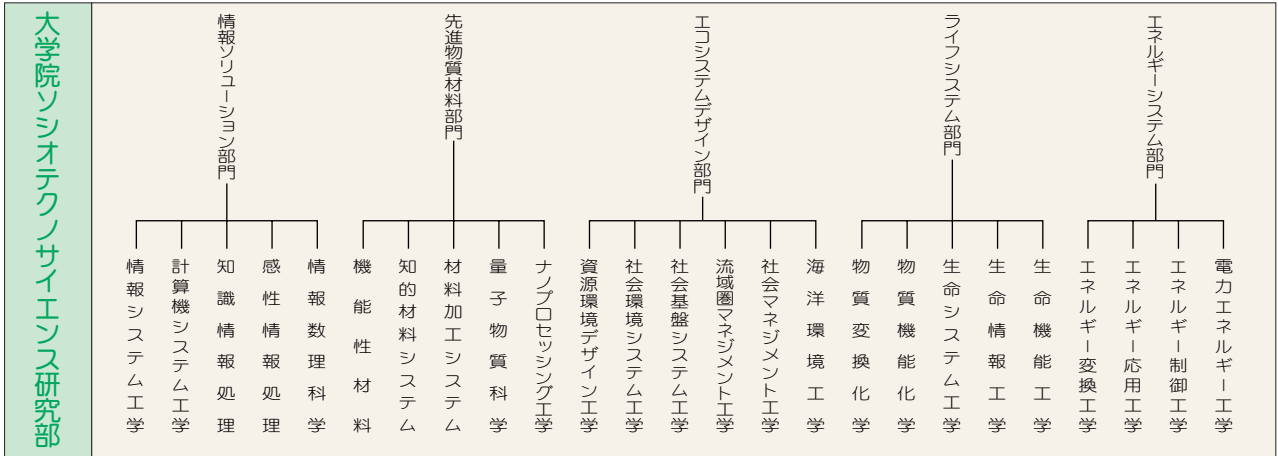 大学院ソシオテクノサイエンス研究部
情報ソリューション部門
情報システム工学
計算機システム工学
知識情報処理
感性情報処理
情報数理科学
先進物質材料部門
機能性材料
知的材料システム
材料加工システム
量子物質科学
ナノプロセッシング工学
エコシステムデザイン部門
資源環境デザイン工学
社会環境システム工学
社会基盤システム工学
流域圏マネジメント工学
社会マネジメント工学
海洋環境工学
ライフシステム部門
物質変換化学
物質機能化学
生命システム工学
生命情報工学
生命機能工学
エネルギーシステム部門
エネルギー変換工学
エネルギー応用工学
エネルギー制御工学
電力エネルギー工学